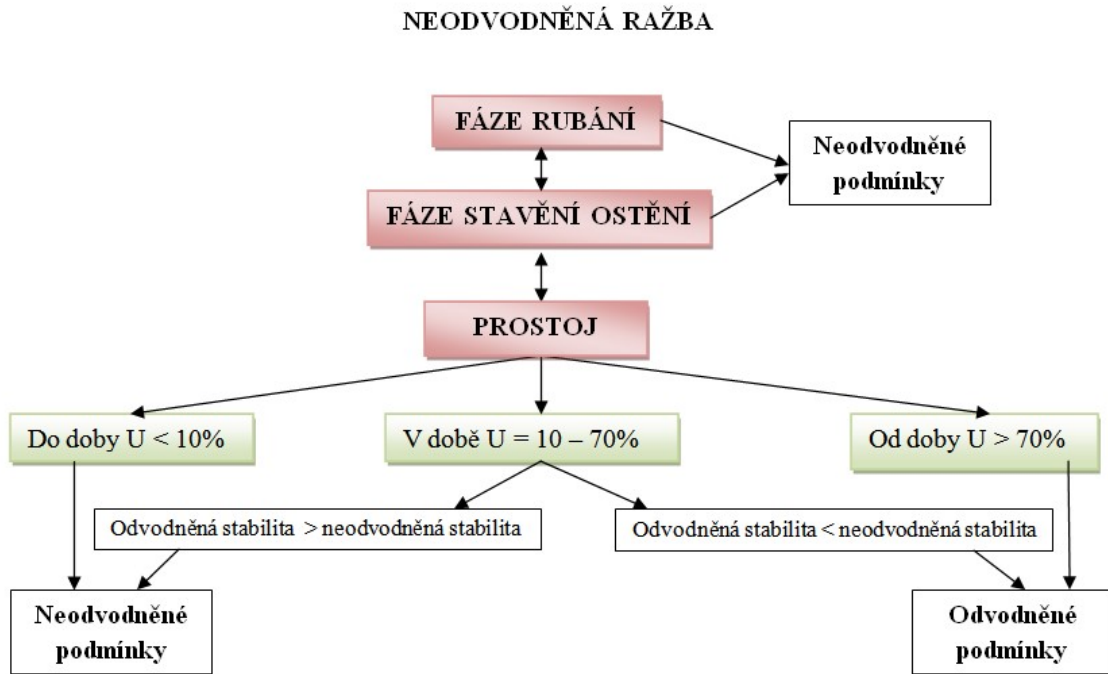 NEODVODNĚNÁ RAŽBA
FÁZE RUBÁNÍ
Neodvodněné
podmínky
FÁZE STAVĚNÍ OSTĚNÍ
PROSTOJ
Do doby U < 10%
V době U = 10 – 70%
Od doby U > 70%
Odvodněná stabilita > neodvodněná stabilita
Odvodněná stabilita < neodvodněná stabilita
Neodvodněné
podmínky
Odvodněné
podmínky